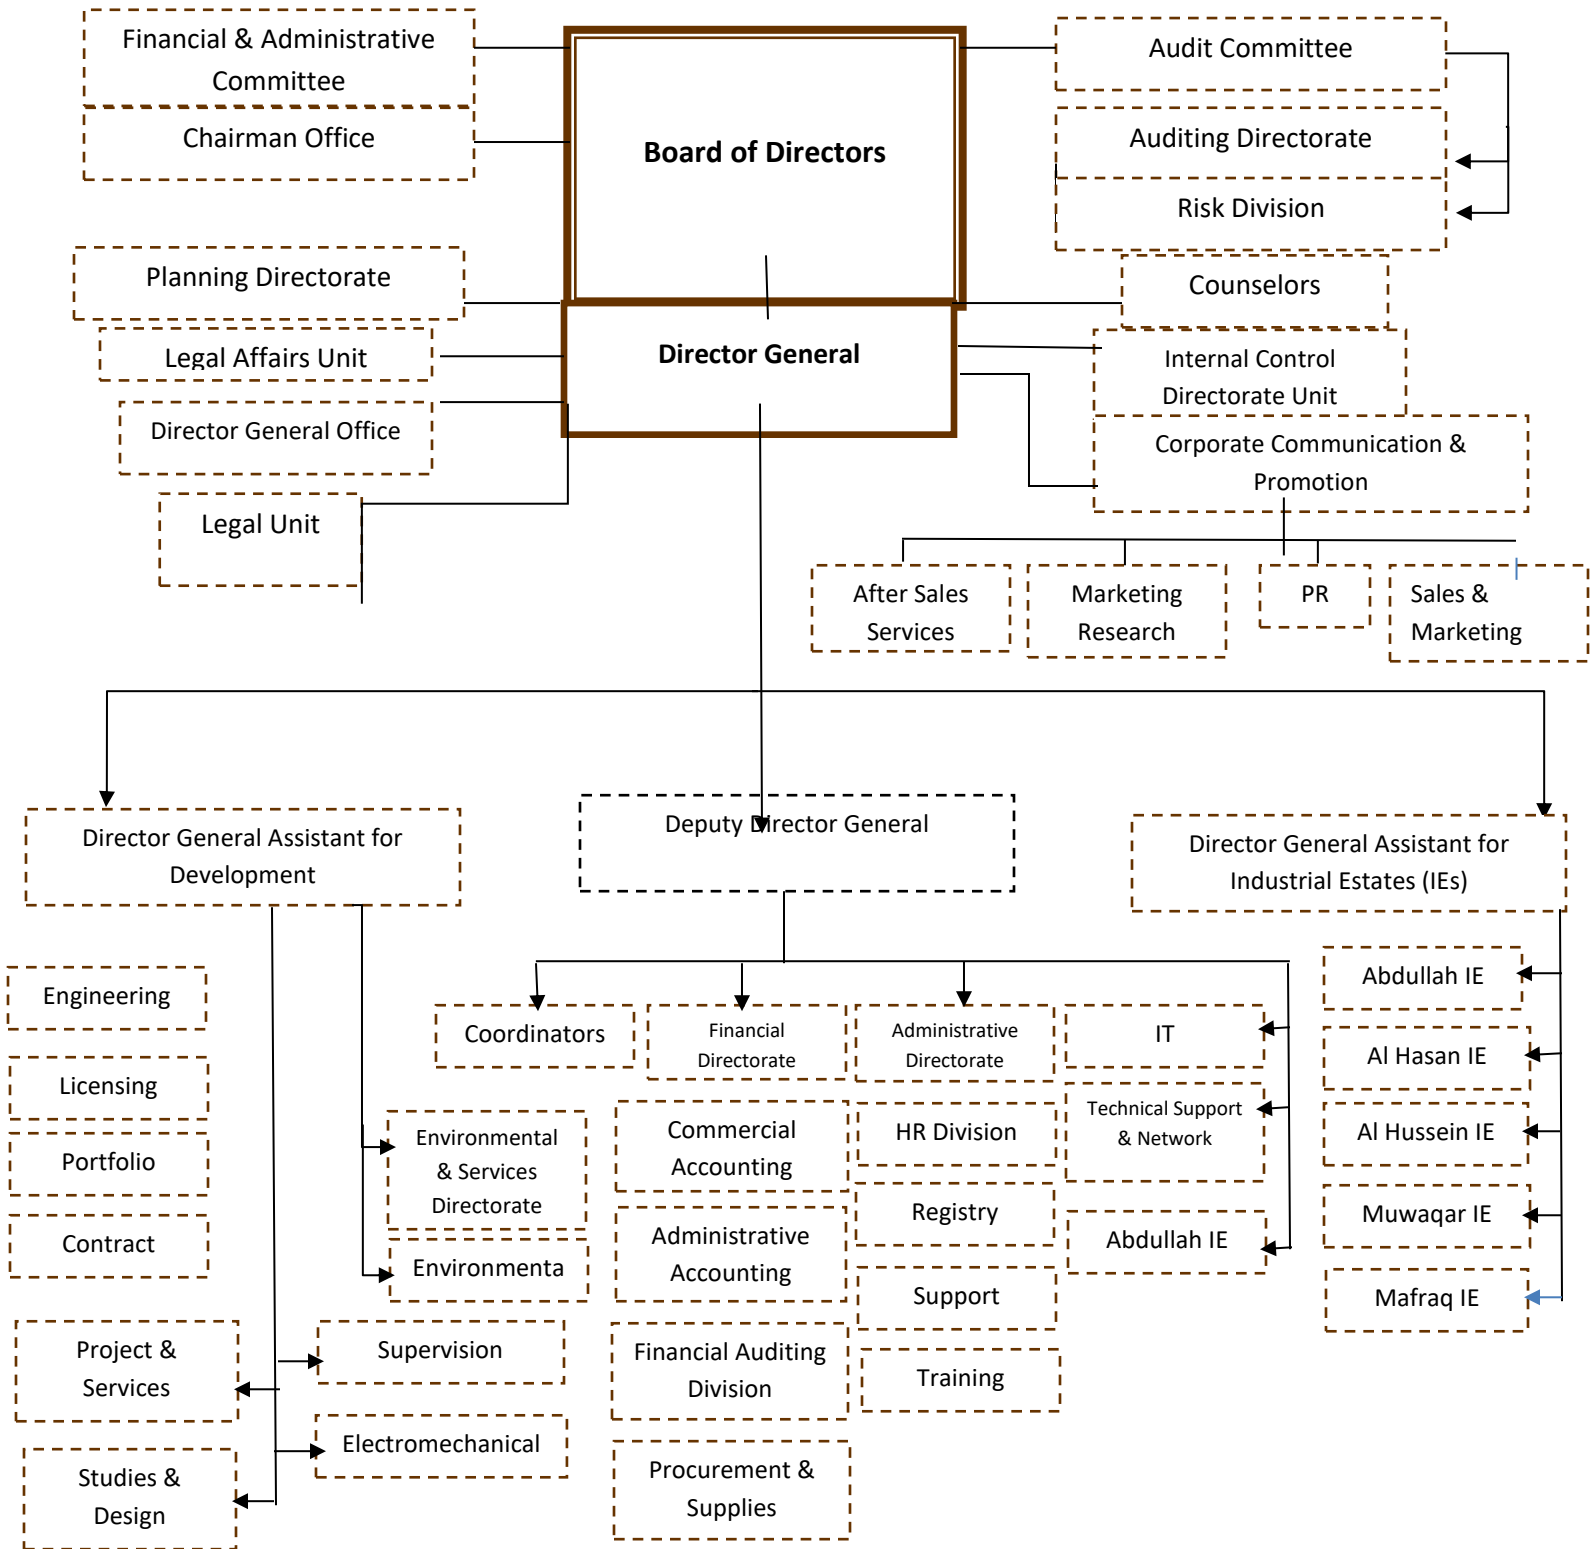 Financial & Administrative
Committee
Chairman Office
Board of Directors
Audit Committee
Auditing Directorate
Risk Division
Planning Directorate
Legal Affairs Unit
Director General Office
Legal Unit
Director General
Counselors
Internal Control
Directorate Unit
Corporate Communication &
Promotion
After Sales
Services
Marketing
Research
PR
Sales &
Marketing
Director General Assistant for
Development
Deputy Director General
Director General Assistant for
Industrial Estates (IEs)
Engineering
Licensing
Portfolio
Contract
Project &
Services
Studies &
Design
Environmental
& Services
Directorate
Environmenta
Supervision
Electromechanical
Coordinators
Financial
Directorate
Commercial
Accounting
Administrative
Accounting
Financial Auditing
Division
Procurement &
Supplies
Administrative
Directorate
HR Division
Registry
Support
Training
IT
Technical Support
& Network
Abdullah IE
Abdullah IE
Al Hasan IE
Al Hussein IE
Muwaqar IE
Mafraq IE